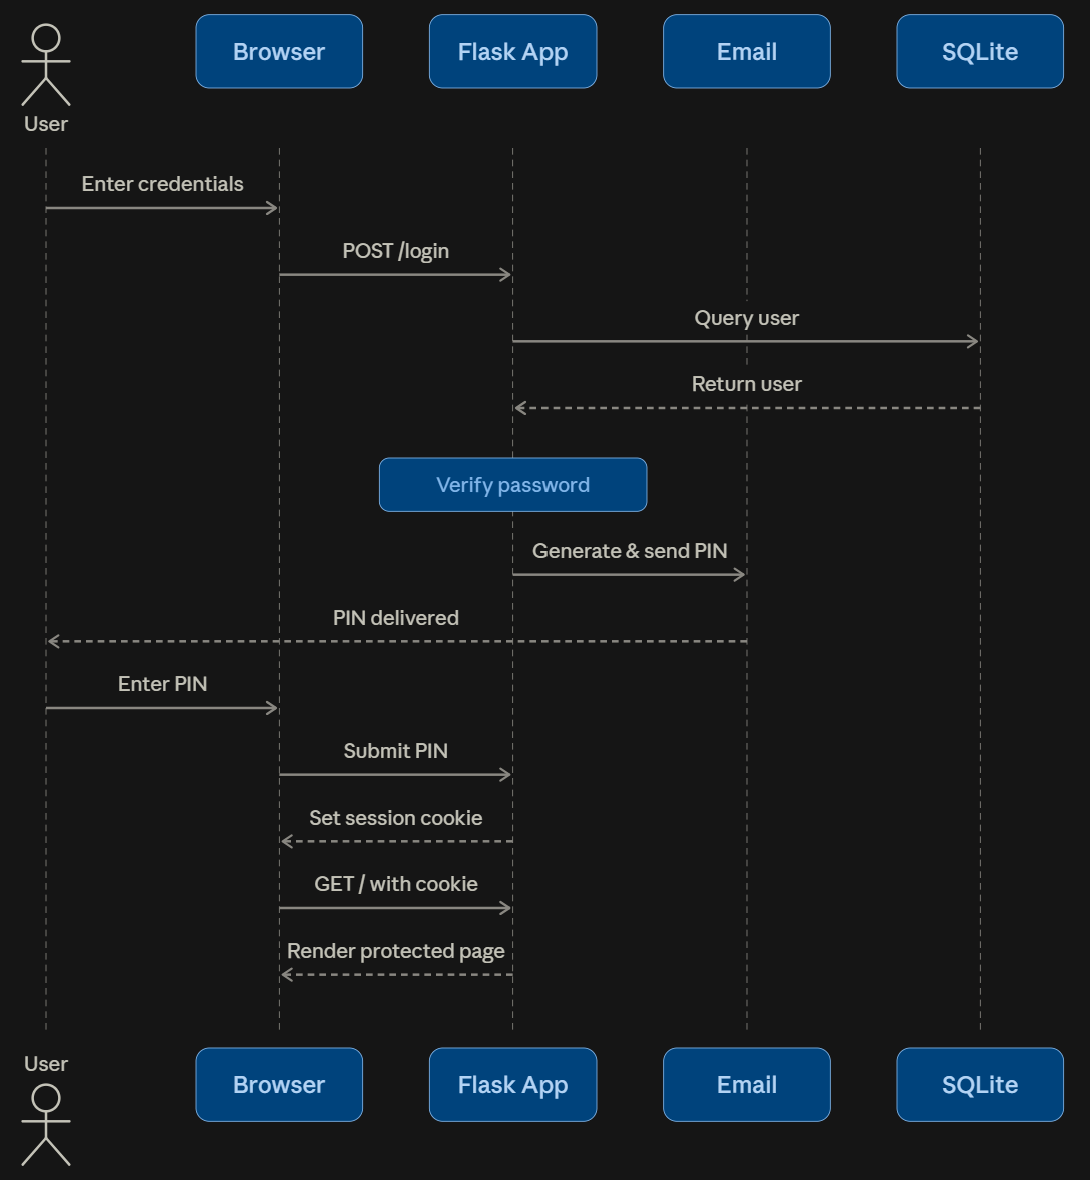 Browser
Flask App
Email
SQLite
User
Enter credentials
POST /login
Query user
Return user
Verify password
Generate & send PIN
PIN delivered
Enter PIN
Submit PIN
Set session cookie
GET / with cookie
Render protected page
User
Browser
Flask App
Email
SQLite